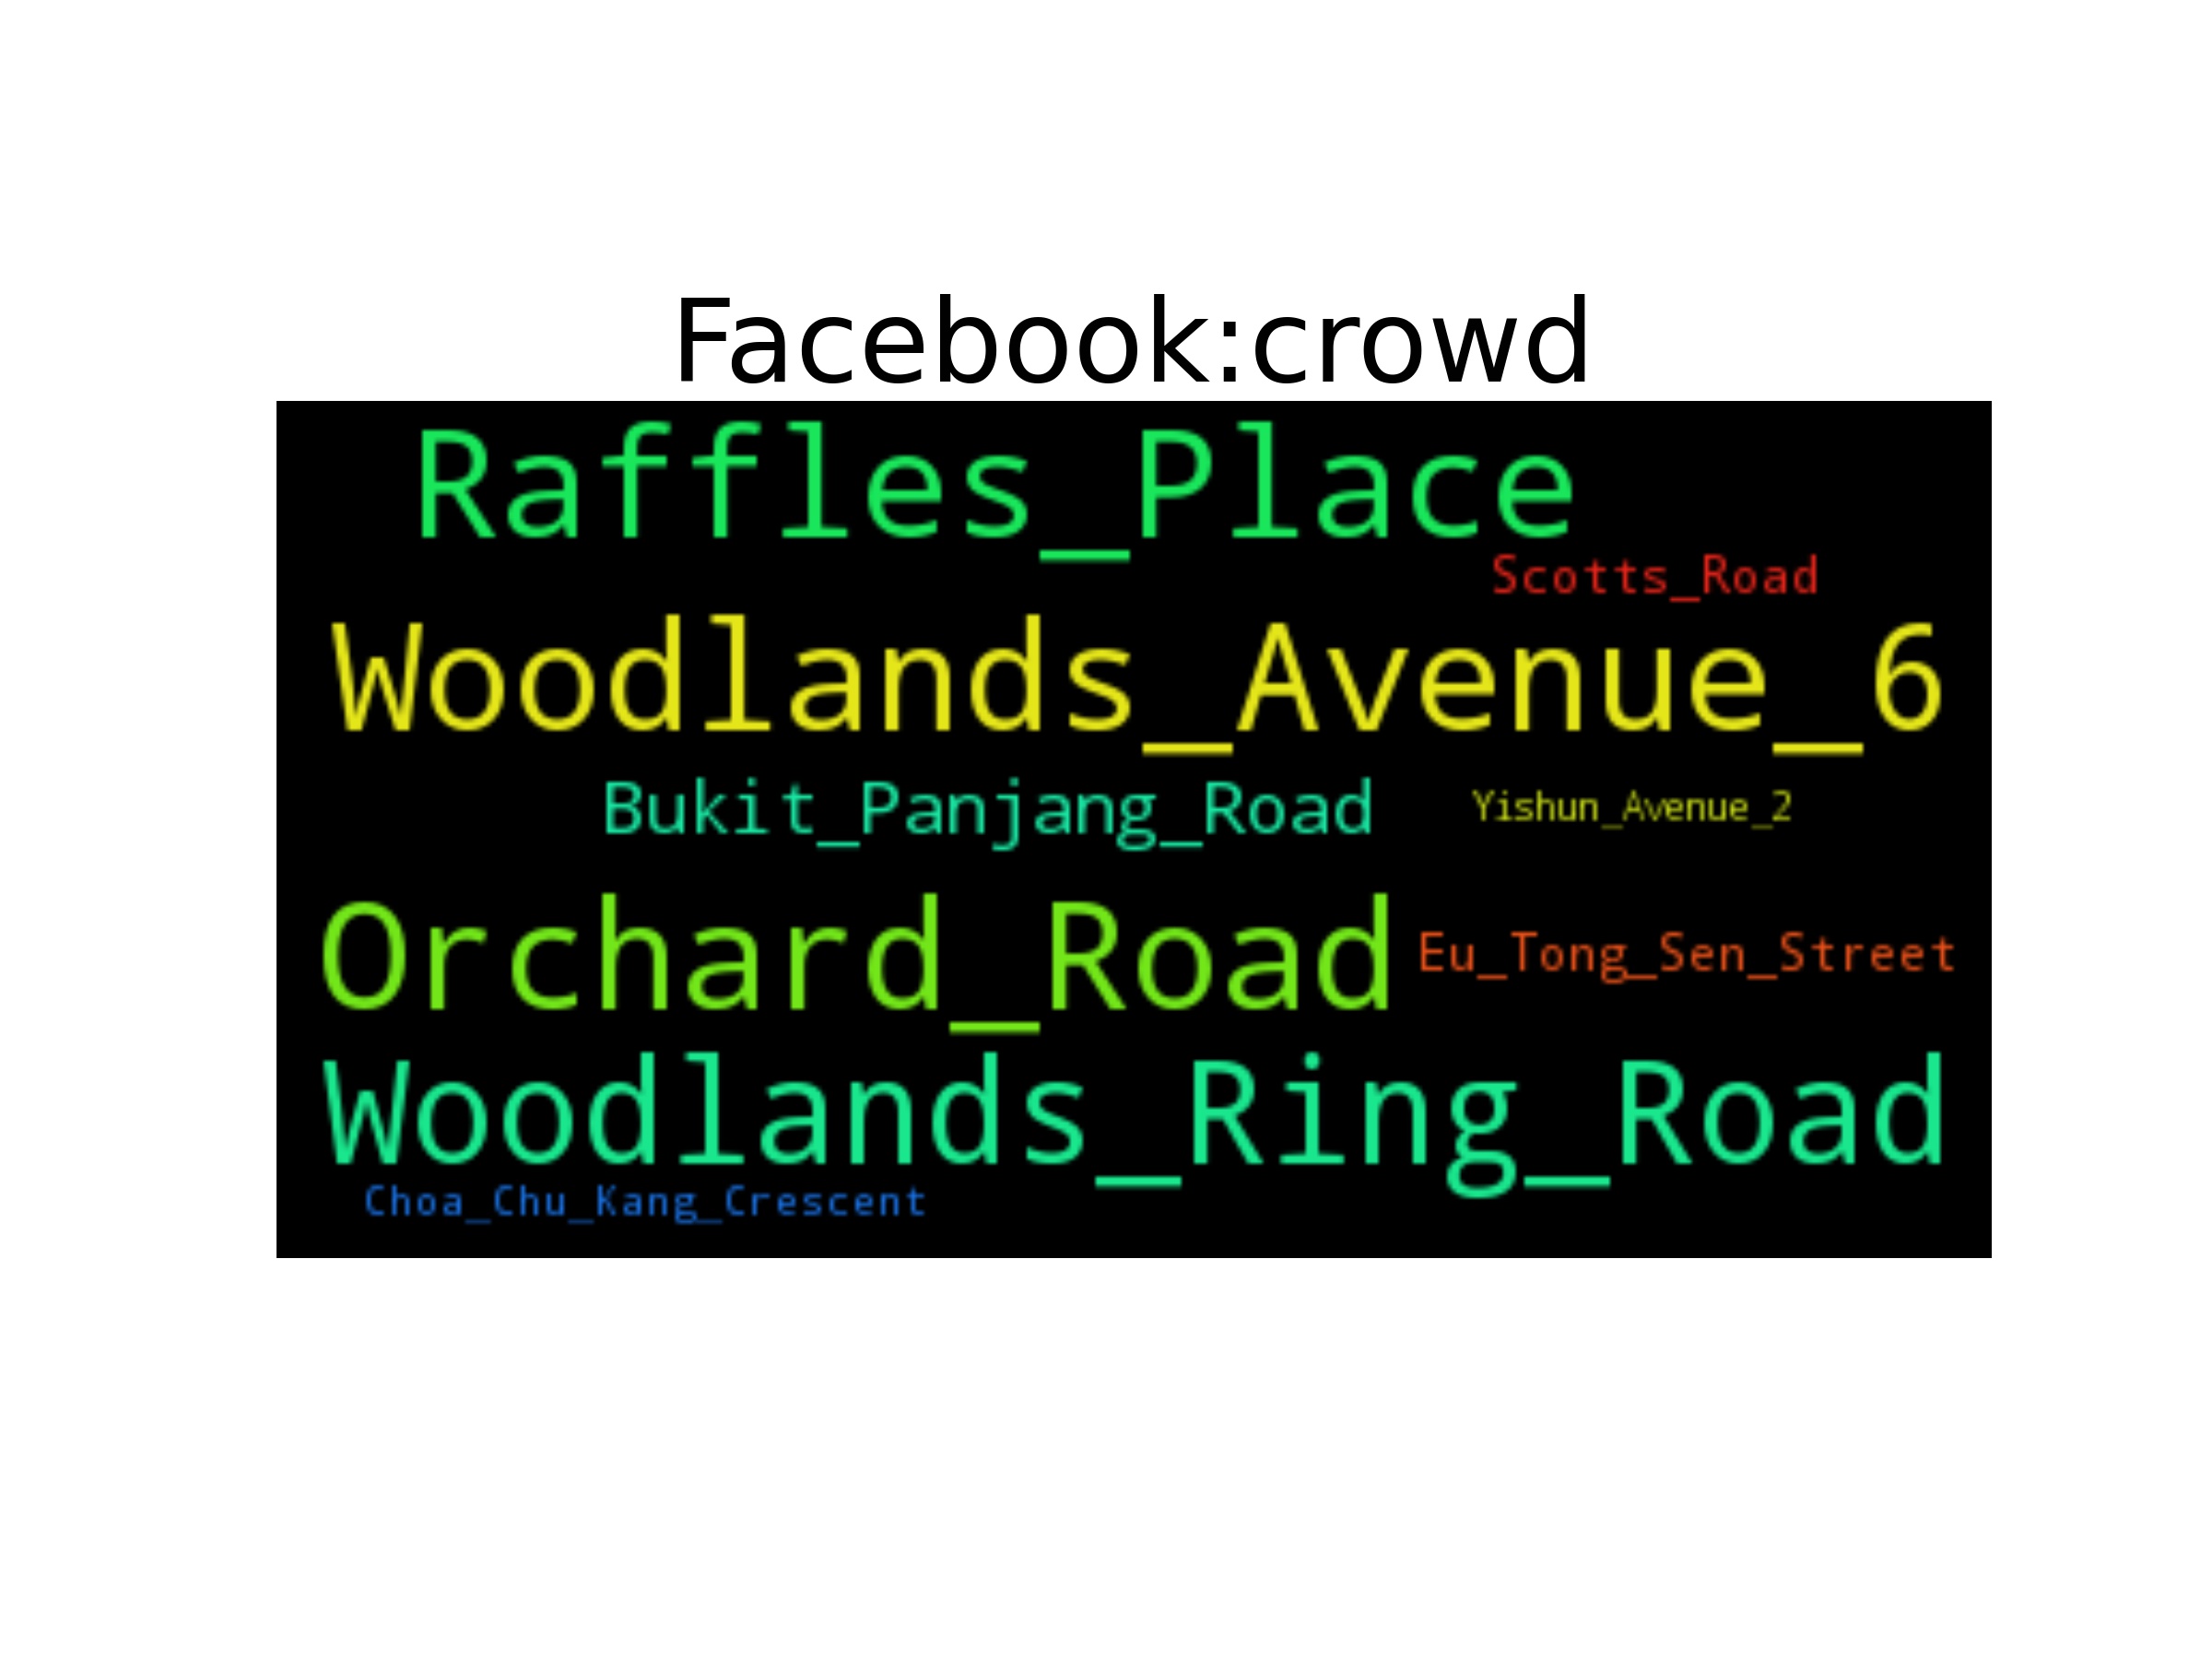 Facebook:crowd
Raffles_Place
Scotts_Road
Woodlands_Avenue_6
Bukit_Panjang_Road
Yishun_Avenue_2
Orchard_Road
Eu_Tong_Sen_Street
Woodlands_Ring_Road
Choa_Chu_Kang_Crescent